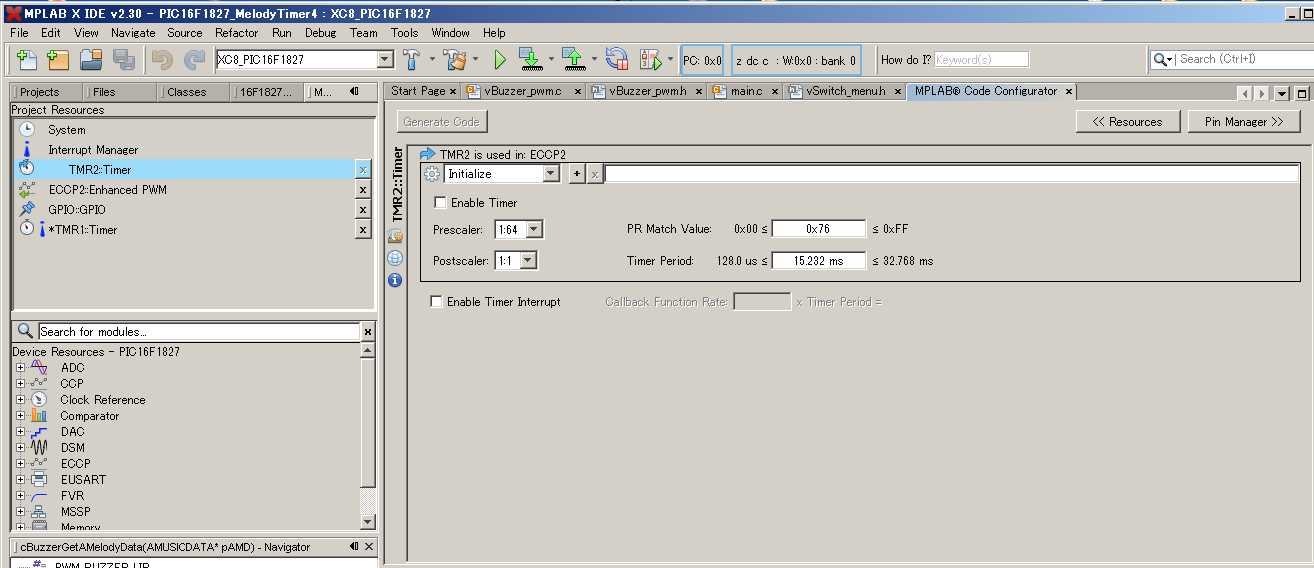 MPLAB X IDE v2.30 - PIC16F1827_MelodyTimer4 : XC8_PIC16F1827
File Edit View Navigate Source Refactor Run Debug Team Tools Window Help
XC8_PIC16F1827
PC: 0x0
z dc c : W:0x0 : bank 0
How do I? Keyword(s)
Search (Ctrl+I)
Projects Files Classes 16F1827... M...
Start Page vBuzzer_pwm.c vBuzzer_pwm.h main.c vSwitch_menu.h MPLAB® Code Configurator
Project Resources
System
Interrupt Manager
TMR2::Timer x
ECCP2::Enhanced PWM x
GPIO::GPIO x
*TMR1::Timer x
Generate Code << Resources Pin Manager >>
TMR2::Timer
TMR2 is used in: ECCP2
Initialize + x
Enable Timer
Prescaler: 1:64 PR Match Value: 0x00 ≤ 0x76 ≤ 0xFF
Postscaler: 1:1 Timer Period: 128.0 us ≤ 15.232 ms ≤ 32.768 ms
Enable Timer Interrupt Callback Function Rate: x Timer Period =
Search for modules... x
Device Resources - PIC16F1827
ADC
CCP
Clock Reference
Comparator
DAC
DSM
ECCP
EUSART
FVR
MSSP
Memory
cBuzzerGetAMelodyData(AMUSICDATA* pAMD) - Navigator
PWM_BUZZER_LIB